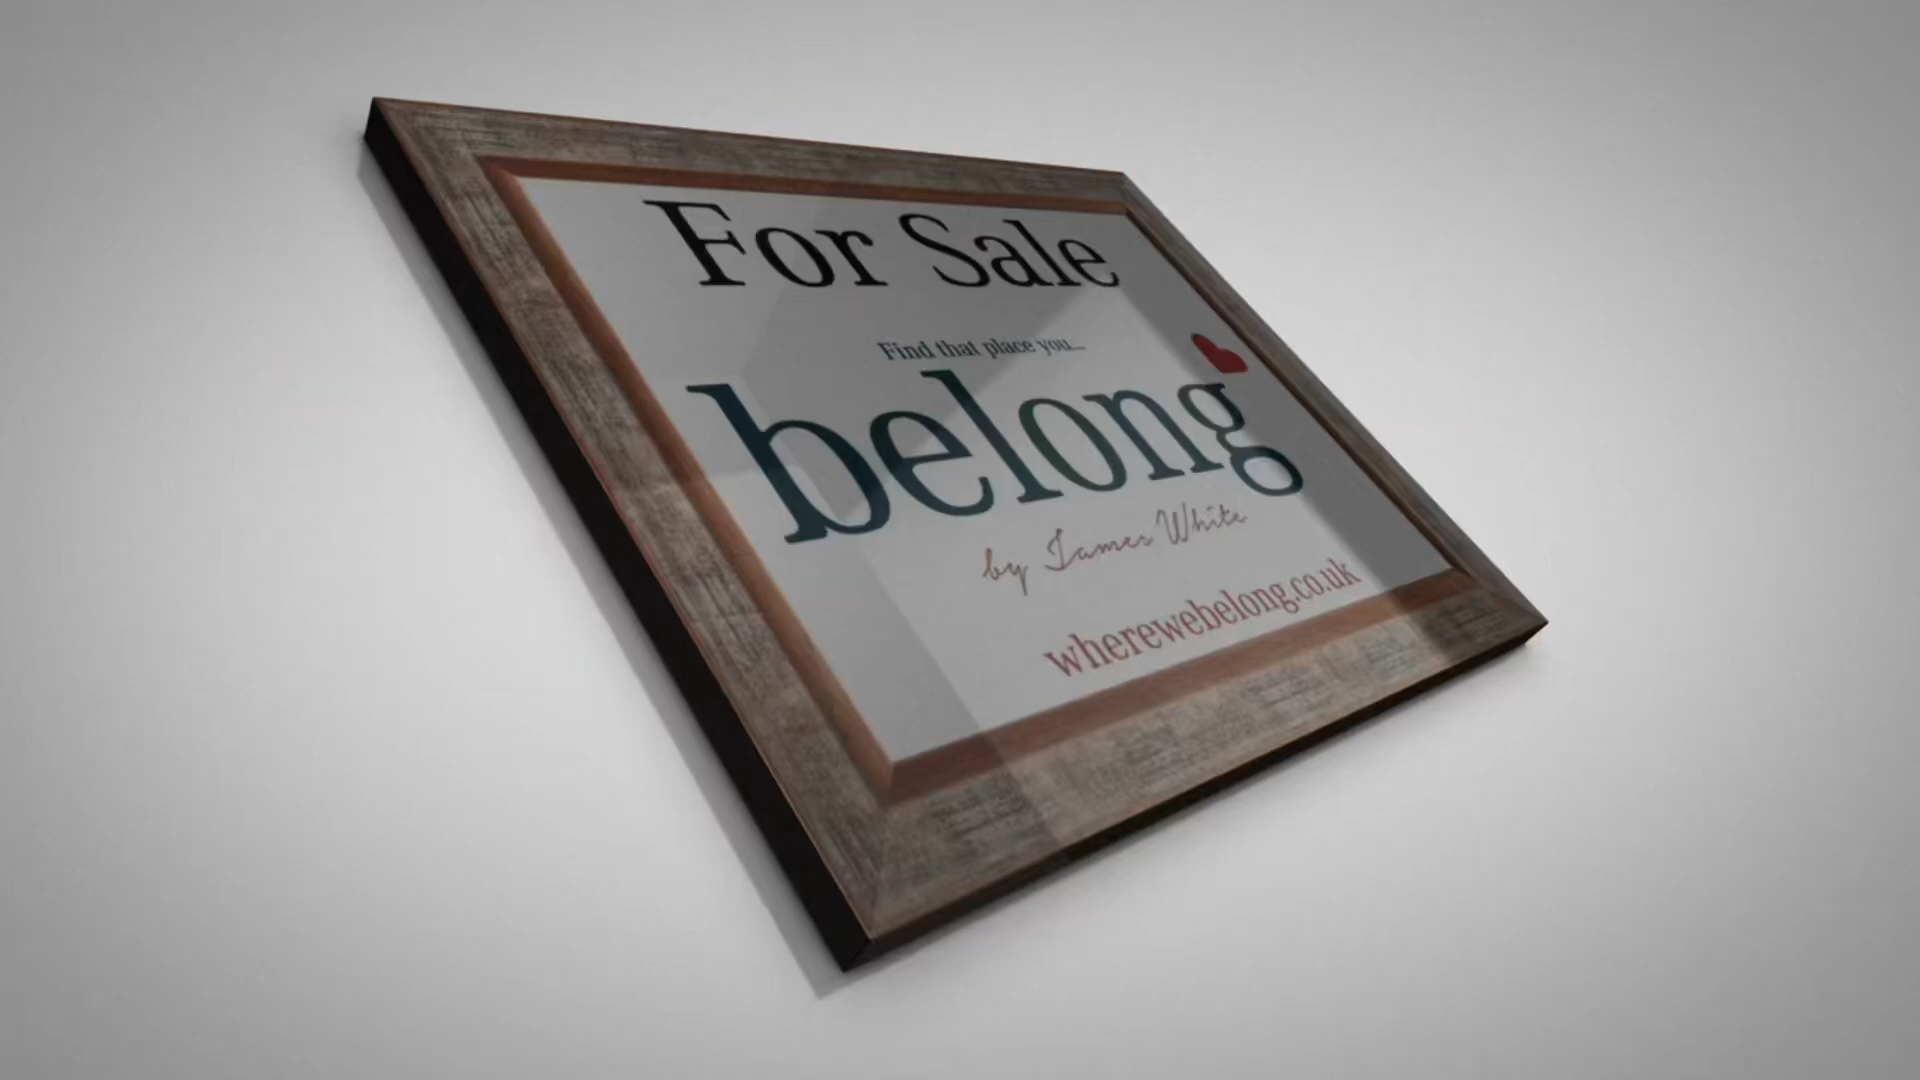 For Sale
Find that place you...
belong
by James White
wherewebelong.co.uk